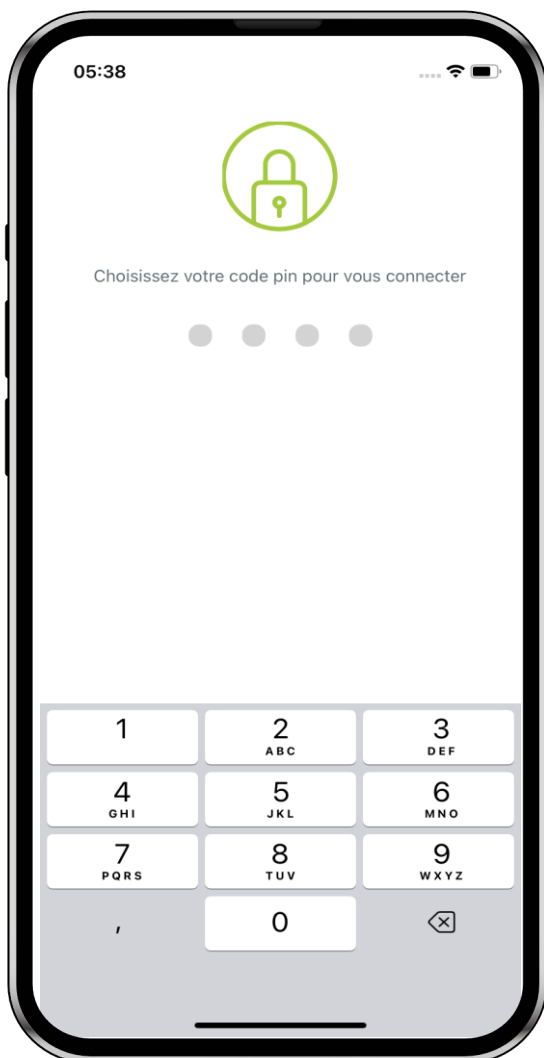 05:38
Choisissez votre code pin pour vous connecter
1
2
ABC
3
DEF
4
GHI
5
JKL
6
MNO
7
PQRS
8
TUV
9
WXYZ
,
0